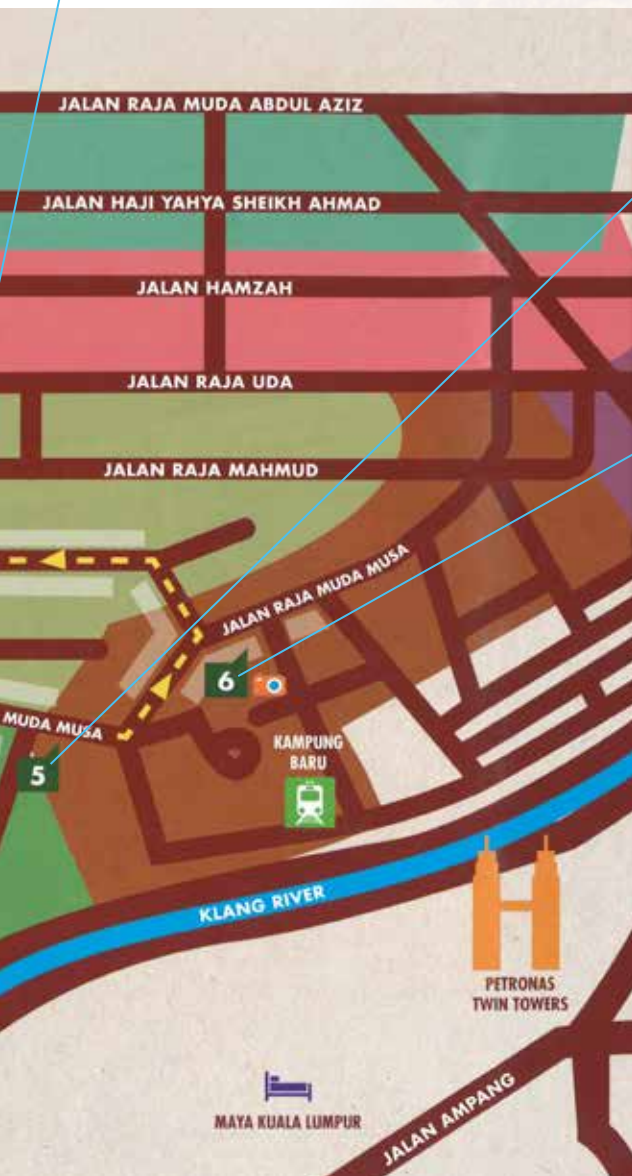 JALAN RAJA MUDA ABDUL AZIZ
JALAN HAJI YAHYA SHEIKH AHMAD
JALAN HAMZAH
JALAN RAJA UDA
JALAN RAJA MAHMUD
JALAN RAJA MUDA MUSA
6
MUDA MUSA
5
KAMPUNG
BARU
KLANG RIVER
PETRONAS
TWIN TOWERS
MAYA KUALA LUMPUR
JALAN AMPANG